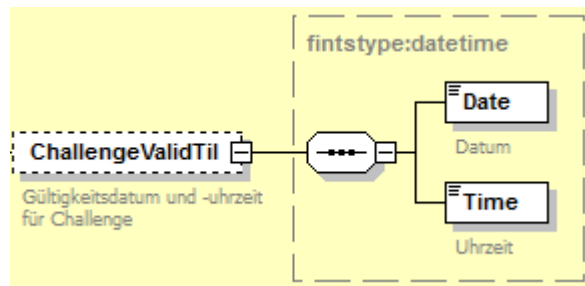 fintstype:datetime
Date
Datum
ChallengeValidTil
Gültigkeitsdatum und -uhrzeit
für Challenge
Time
Uhrzeit